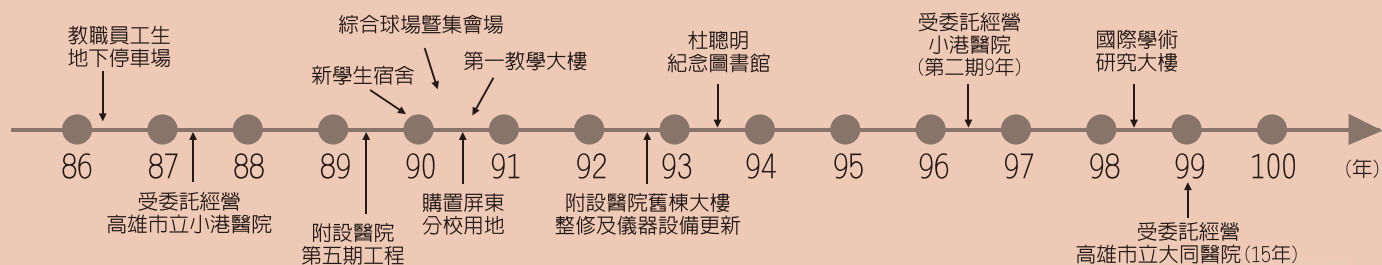 教職員工生
地下停車場
新學生宿舍
綜合球場暨集會場
第一教學大樓
杜聰明
紀念圖書館
受委託經營
小港醫院
(第二期9年)
國際學術
研究大樓
86 87 88 89 90 91 92 93 94 95 96 97 98 99 100 (年)
受委託經營
高雄市立小港醫院
附設醫院
第五期工程
購置屏東
分校用地
附設醫院舊棟大樓
整修及儀器設備更新
受委託經營
高雄市立大同醫院(15年)